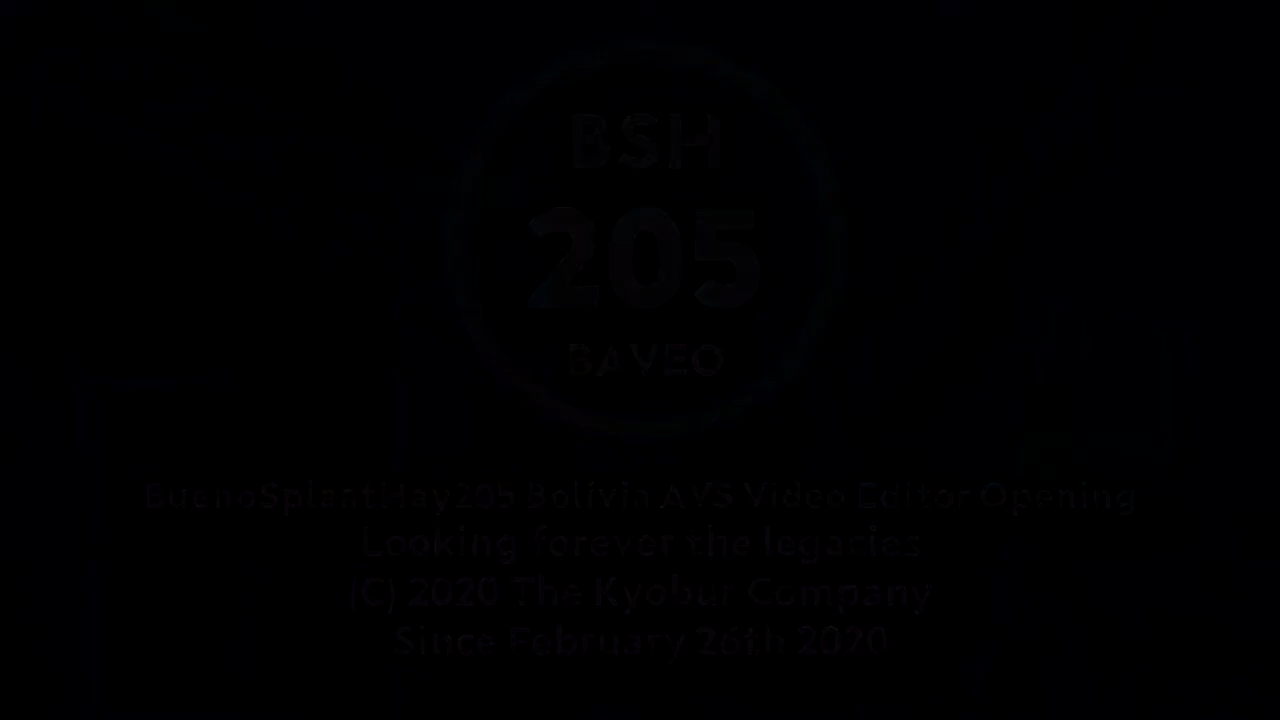 BSH
205
BAVEO
BuenoSplastHay205 Bolivia AVS Video Editor Opening
Looking forever the legacies
(C) 2020 The Kyobur Company
Since February 26th 2020